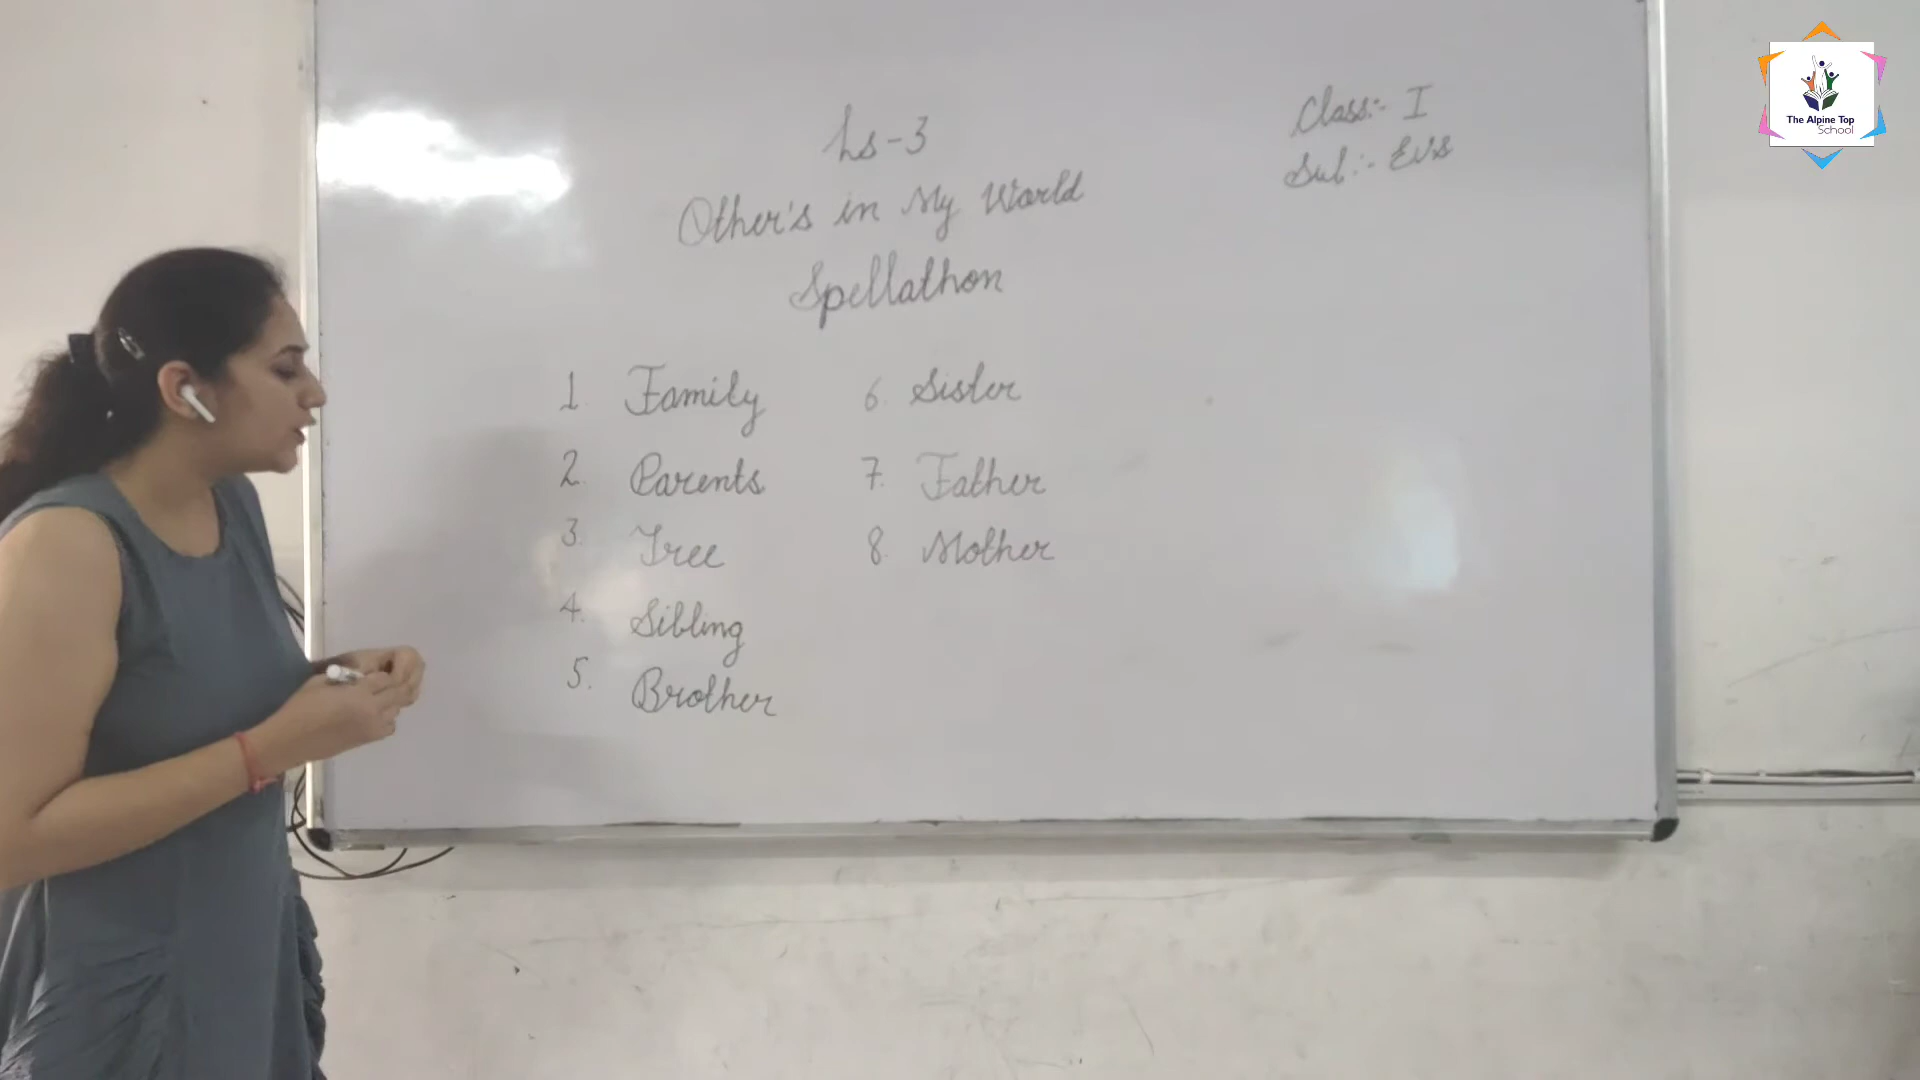 Ls-3
Other's in My World
Spellathon
Class:- I
Sub:- EVS
1. Family
2. Parents
3. Tree
4. Sibling
5. Brother
6. Sister
7. Father
8. Mother
The Alpine Top
School